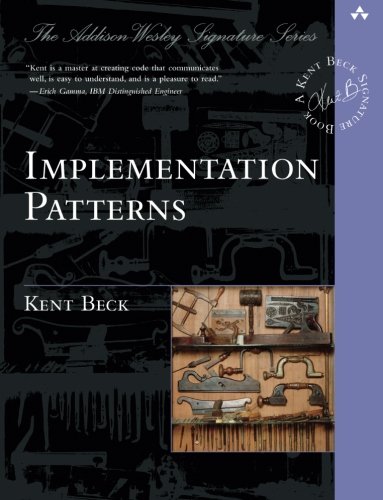 The Addison Wesley Signature Series
"Kent is a master at creating code that communicates
well, is easy to understand, and is a pleasure to read."
—Erich Gamma, IBM Distinguished Engineer
A KENT BECK SIGNATURE BOOK
Kent B
IMPLEMENTATION
PATTERNS
KENT BECK